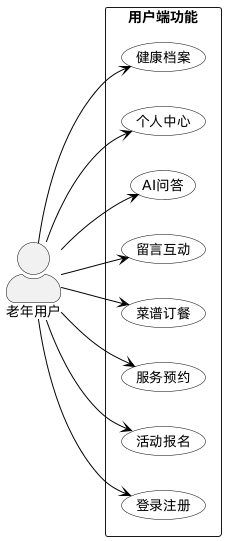 用户端功能
健康档案
个人中心
AI问答
留言互动
老年用户
菜谱订餐
服务预约
活动报名
登录注册